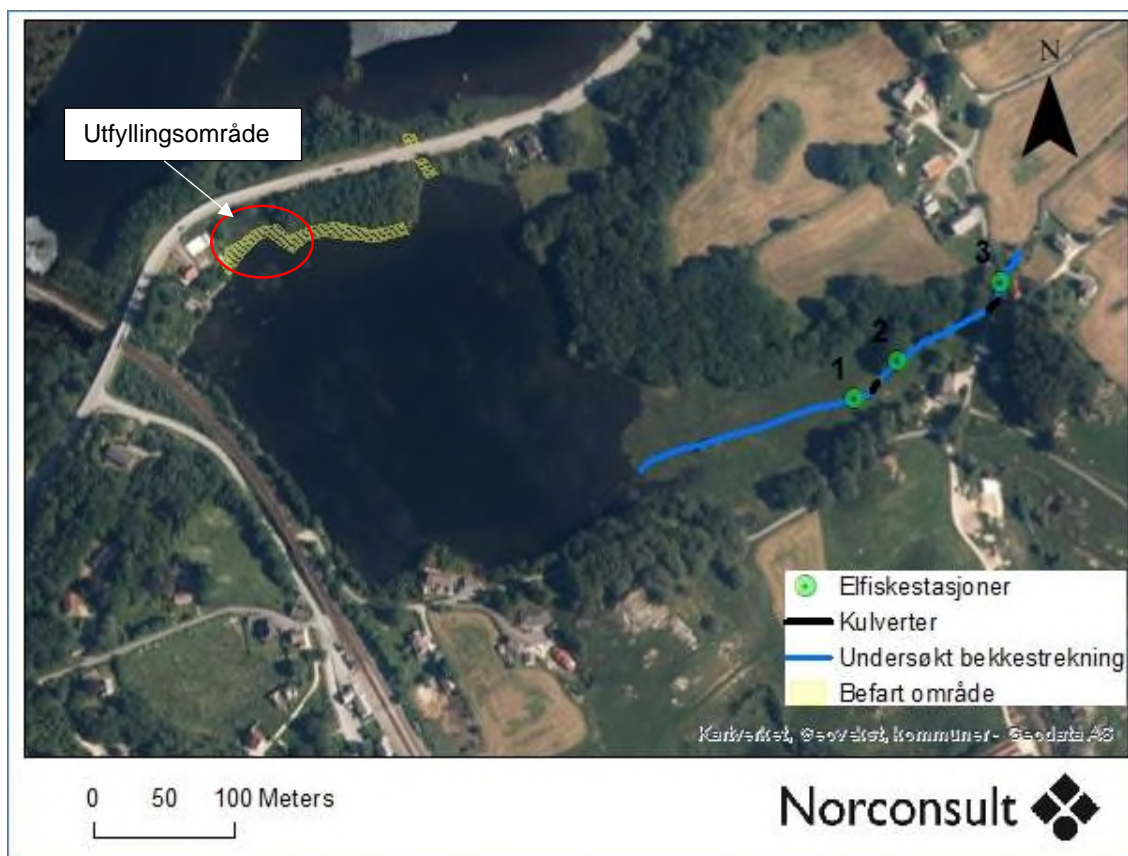 Utfyllingsområde
N
3
2
1
Elfiskestasjoner
Kulverter
Undersøkt bekkestrekning
Befart område
Kartverket, Geovekst, kommuner - Geodata AS
0 50 100 Meters
Norconsult